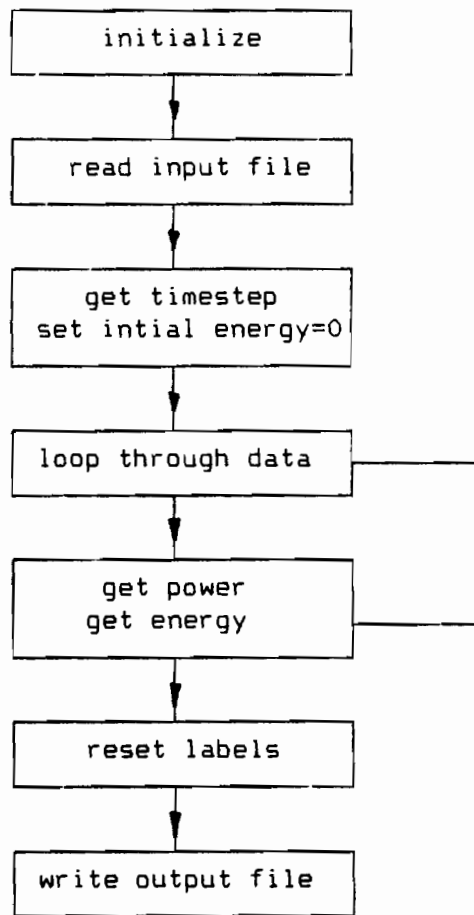 initialize
read input file
get timestep
set intial energy=0
loop through data
get power
get energy
reset labels
write output file